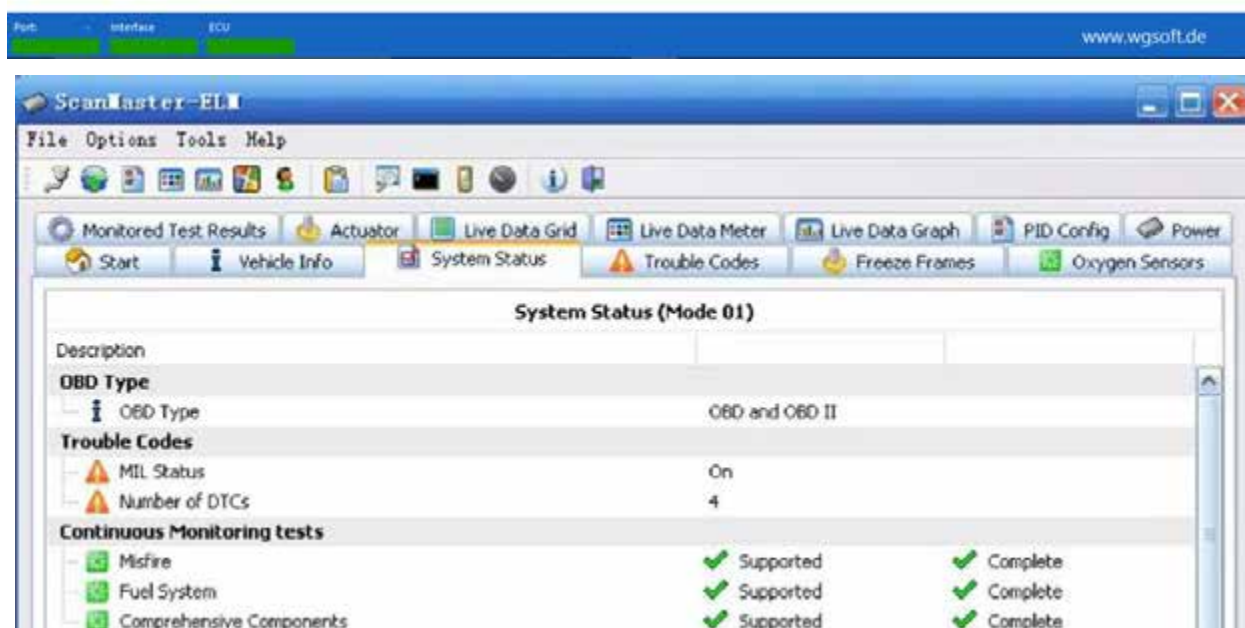 Port: - Interface ECU
www.wgsoft.de
ScanMaster-ELM
File Options Tools Help
Monitored Test Results Actuator Live Data Grid Live Data Meter Live Data Graph PID Config Power
Start Vehicle Info System Status Trouble Codes Freeze Frames Oxygen Sensors
System Status (Mode 01)
Description
OBD Type
OBD Type OBD and OBD II
Trouble Codes
MIL Status On
Number of DTCs 4
Continuous Monitoring tests
Misfire Supported Complete
Fuel System Supported Complete
Comprehensive Components Supported Complete